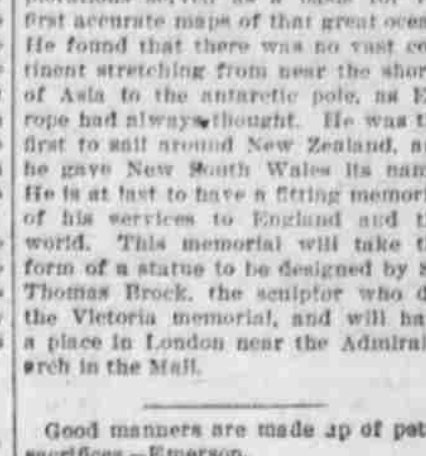 first accurate maps of that great ocea
He found that there was no vast co
tinent stretching from near the shor
of Asia to the antarctic pole, as E
rope had always thought. He was t
first to sail around New Zealand, a
he gave New South Wales its nam
He is at last to have a fitting memori
of his services to England and t
world. This memorial will take t
form of a statue to be designed by S
Thomas Brock, the sculptor who d
the Victoria memorial, and will ha
a place in London near the Admiral
arch in the Mall.
Good manners are made up of pet
sacrifices.—Emerson.